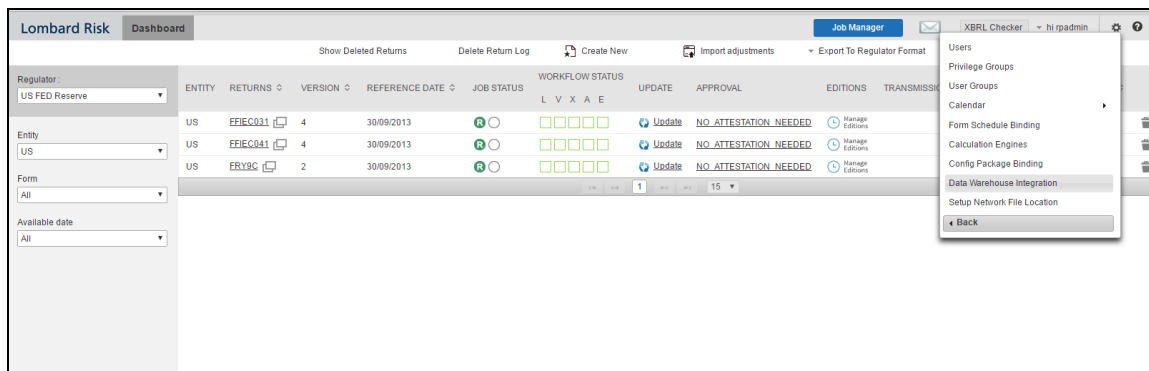 Lombard Risk Dashboard Job Manager XBRL Checker hi rpadmin
Show Deleted Returns Delete Return Log Create New Import adjustments Export To Regulator Format
Regulator :
US FED Reserve
Entity
US
Form
All
Available date
All
WORKFLOW STATUS
ENTITY RETURNS VERSION REFERENCE DATE JOB STATUS L V X A E UPDATE APPROVAL EDITIONS
US FFIEC031 4 30/09/2013 R Update NO_ATTESTATION_NEEDED Manage Editions
US FFIEC041 4 30/09/2013 R Update NO_ATTESTATION_NEEDED Manage Editions
US FRY9C 2 30/09/2013 R Update NO_ATTESTATION_NEEDED Manage Editions
1 15
Users
Privilege Groups
User Groups
Calendar
Form Schedule Binding
Calculation Engines
Config Package Binding
Data Warehouse Integration
Setup Network File Location
Back